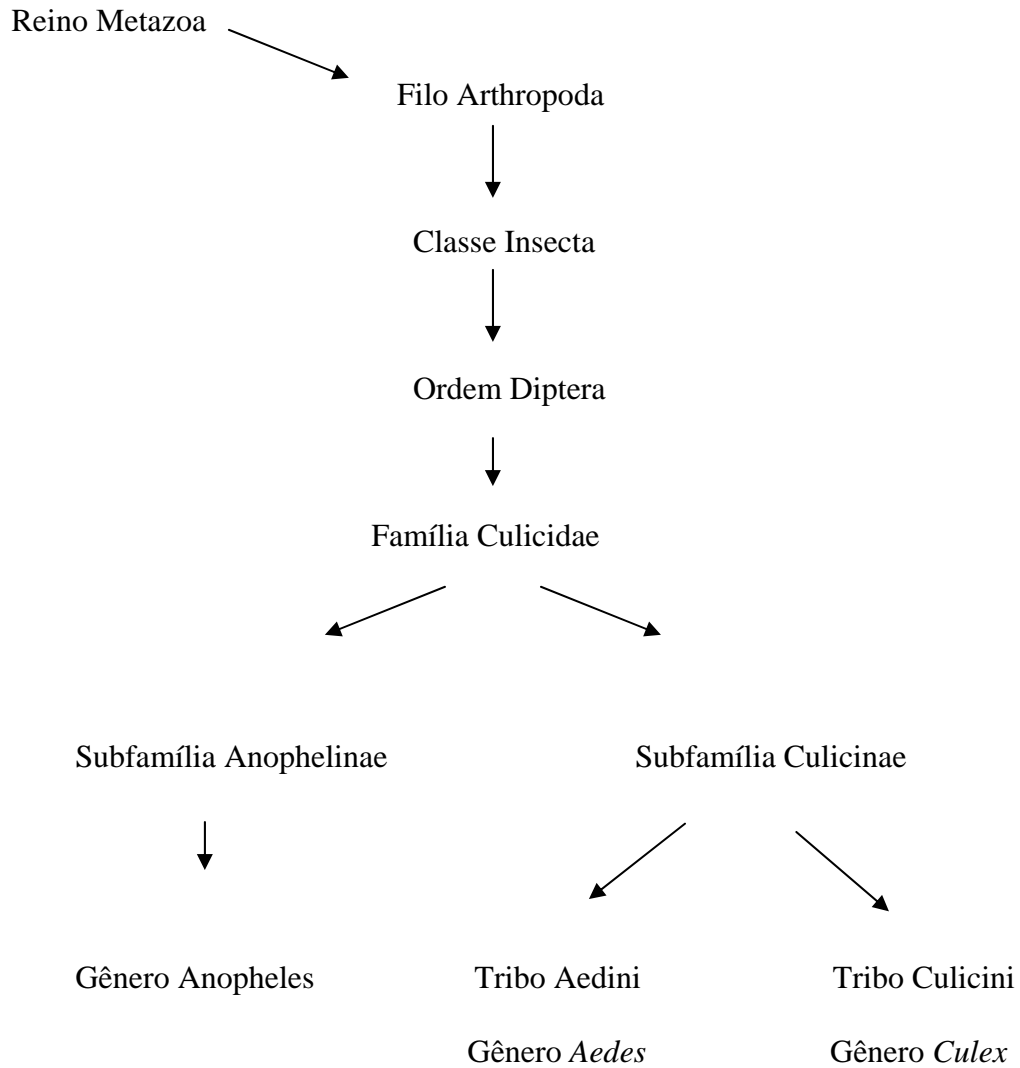 Reino Metazoa
Filo Arthropoda
Classe Insecta
Ordem Diptera
Família Culicidae
Subfamília Anophelinae
Subfamília Culicinae
Gênero Anopheles
Tribo Aedini
Tribo Culicini
Gênero Aedes
Gênero Culex